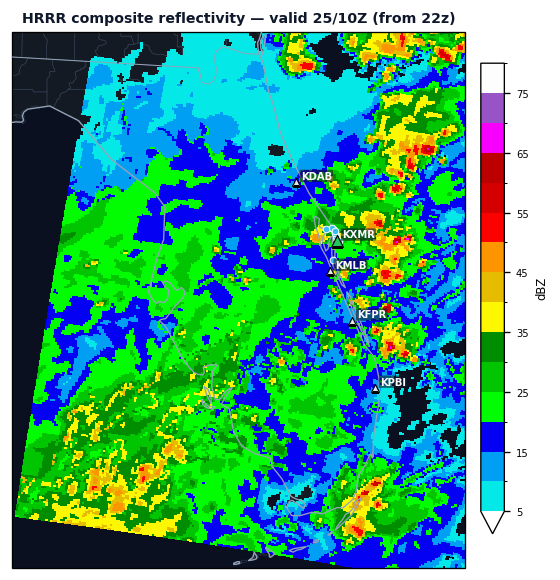 HRRR composite reflectivity — valid 25/10Z (from 22z)
75
65
55
45
35
25
15
5
dBZ
KDAB
KXMR
KMLB
KFPR
KPBI